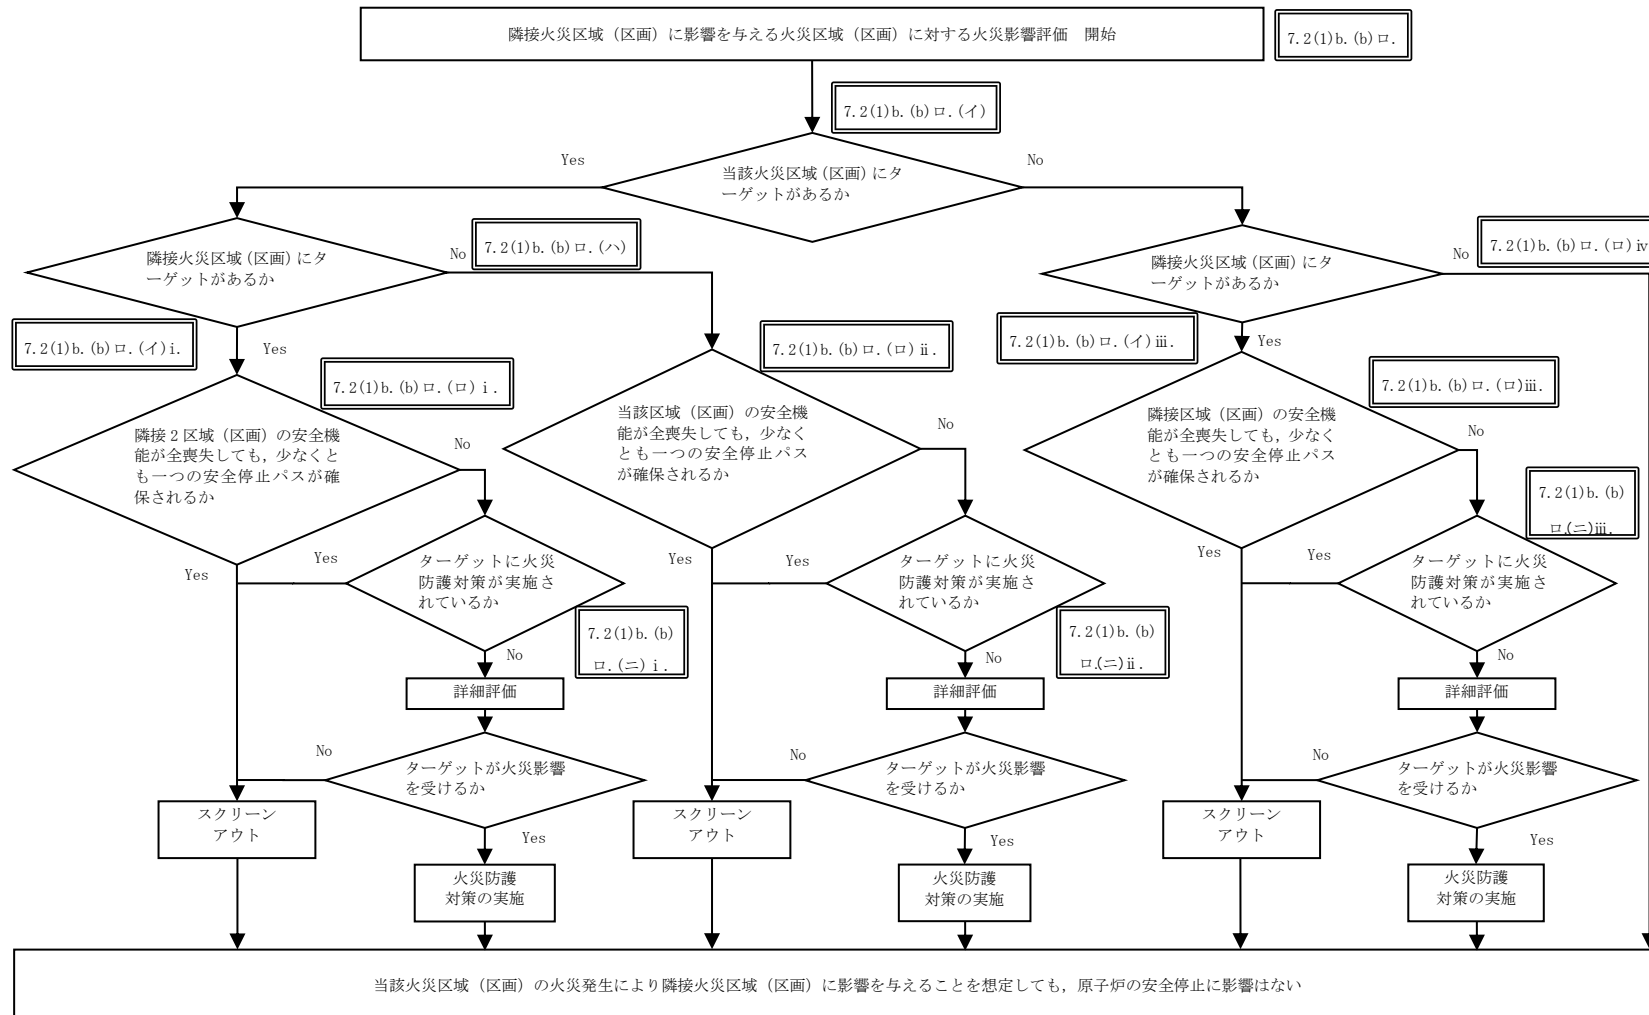 隣接火災区域（区画）に影響を与える火災区域（区画）に対する火災影響評価　開始
7.2(1)b.(b)ロ.
7.2(1)b.(b)ロ.(イ)
Yes
No
当該火災区域(区画)にタ
ーゲットがあるか
7.2(1)b.(b)ロ.(ハ)
7.2(1)b.(b)ロ.(ロ)ⅳ
隣接火災区域(区画)にタ
ーゲットがあるか
No
隣接火災区域(区画)にタ
ーゲットがあるか
No
7.2(1)b.(b)ロ.(イ)ⅰ.
Yes
7.2(1)b.(b)ロ.(ロ)ⅱ.
7.2(1)b.(b)ロ.(イ)ⅲ.
Yes
7.2(1)b.(b)ロ.(ロ)ⅰ.
7.2(1)b.(b)ロ.(ロ)ⅲ.
隣接２区域（区画）の安全機
能が全喪失しても，少なくと
も一つの安全停止パスが確
保されるか
No
当該区域（区画）の安全機
能が全喪失しても，少なく
とも一つの安全停止パス
が確保されるか
No
隣接区域（区画）の安全機
能が全喪失しても，少なく
とも一つの安全停止パス
が確保されるか
No
7.2(1)b.(b)
ロ.(ニ)ⅲ.
Yes
Yes
ターゲットに火災
防護対策が実施さ
れているか
Yes
Yes
ターゲットに火災
防護対策が実施さ
れているか
Yes
Yes
ターゲットに火災
防護対策が実施さ
れているか
7.2(1)b.(b)
ロ.(ニ)ⅰ.
7.2(1)b.(b)
ロ.(ニ)ⅱ.
No
No
No
詳細評価
詳細評価
詳細評価
No
ターゲットが火災影響
を受けるか
No
ターゲットが火災影響
を受けるか
No
ターゲットが火災影響
を受けるか
スクリーン
アウト
Yes
スクリーン
アウト
Yes
スクリーン
アウト
Yes
火災防護
対策の実施
火災防護
対策の実施
火災防護
対策の実施
当該火災区域（区画）の火災発生により隣接火災区域（区画）に影響を与えることを想定しても，原子炉の安全停止に影響はない